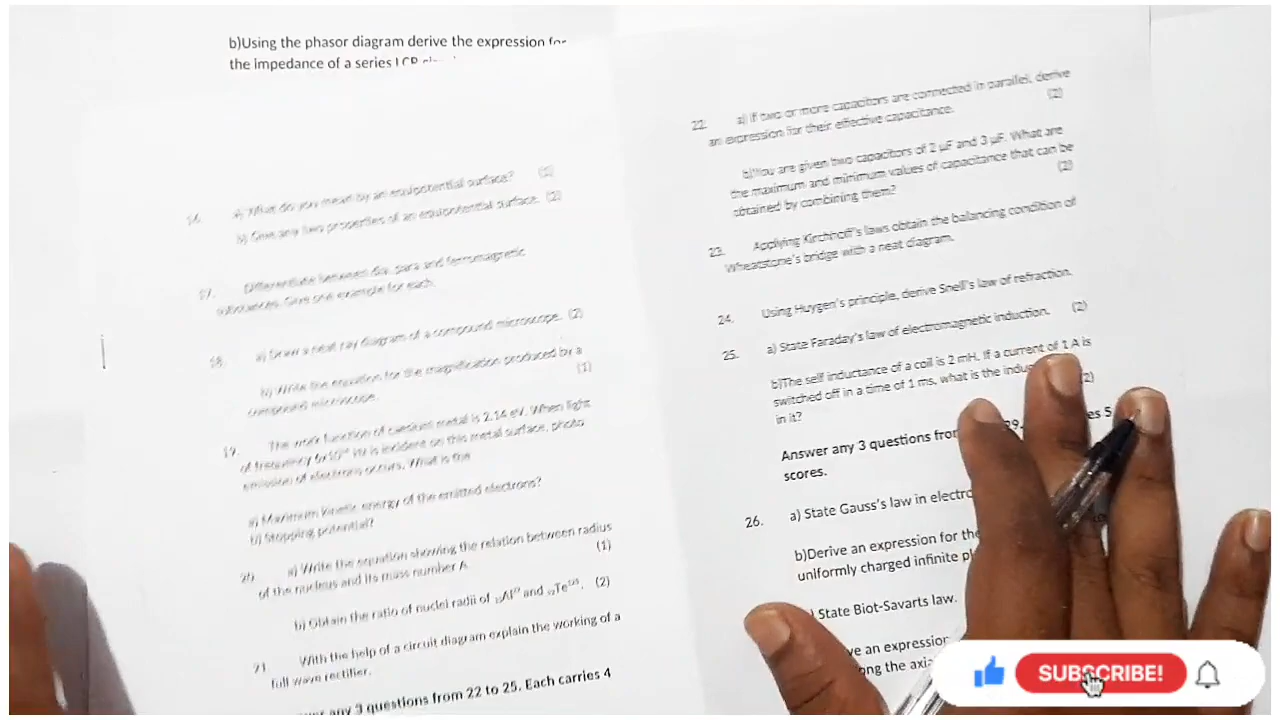 b)Using the phasor diagram derive the expression for
the impedance of a series LCR
16. a) What do you mean by an equipotential surface? (1)
b) Give any two properties of an equipotential surface. (2)
17. Differentiate between dia, para and ferromagnetic
substances. Give one example for each.
18. a) Draw a neat ray diagram of a compound microscope. (2)
b) Write the equation for the magnification produced by a
compound microscope. (1)
19. The work function of caesium metal is 2.14 eV. When light
of frequency is incident on this metal surface, photo
emission of electrons occurs. What is the
a) Maximum kinetic energy of the emitted electrons?
b) Stopping potential?
20. a) Write the equation showing the relation between radius
of the nucleus and its mass number A. (1)
b) Obtain the ratio of nuclei radii of and (2)
21. With the help of a circuit diagram explain the working of a
full wave rectifier.
any 3 questions from 22 to 25. Each carries 4
22. a) If two or more capacitors are connected in parallel, derive
an expression for their effective capacitance. (2)
b)You are given two capacitors of 2 μF and 3 μF. What are
the maximum and minimum values of capacitance that can be
obtained by combining them? (2)
23. Applying Kirchhoff's laws obtain the balancing condition of
Wheatstone's bridge with a neat diagram.
24. Using Huygen's principle, derive Snell's law of refraction.
25. a) State Faraday's law of electromagnetic induction. (2)
b)The self inductance of a coil is 2 mH. If a current of 1 A is
switched off in a time of 1 ms, what is the (2)
in it?
Answer any 3 questions 29. 5
scores.
26. a) State Gauss's law in
b)Derive an expression for the
uniformly charged infinite
State Biot-Savarts law.
an expression
the
SUBSCRIBE!